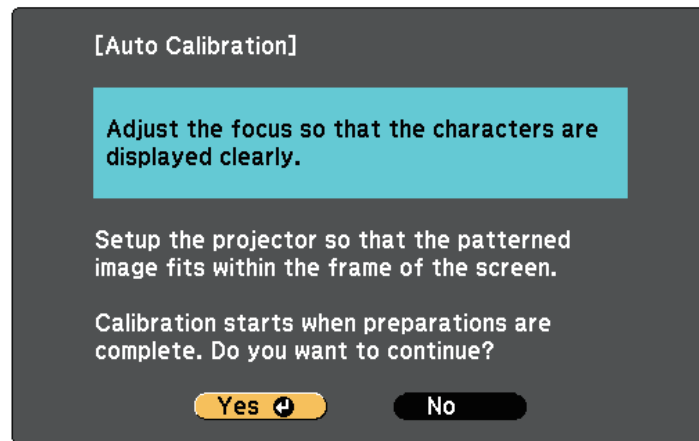 [Auto Calibration]
Adjust the focus so that the characters are
displayed clearly.
Setup the projector so that the patterned
image fits within the frame of the screen.
Calibration starts when preparations are
complete. Do you want to continue?
Yes No